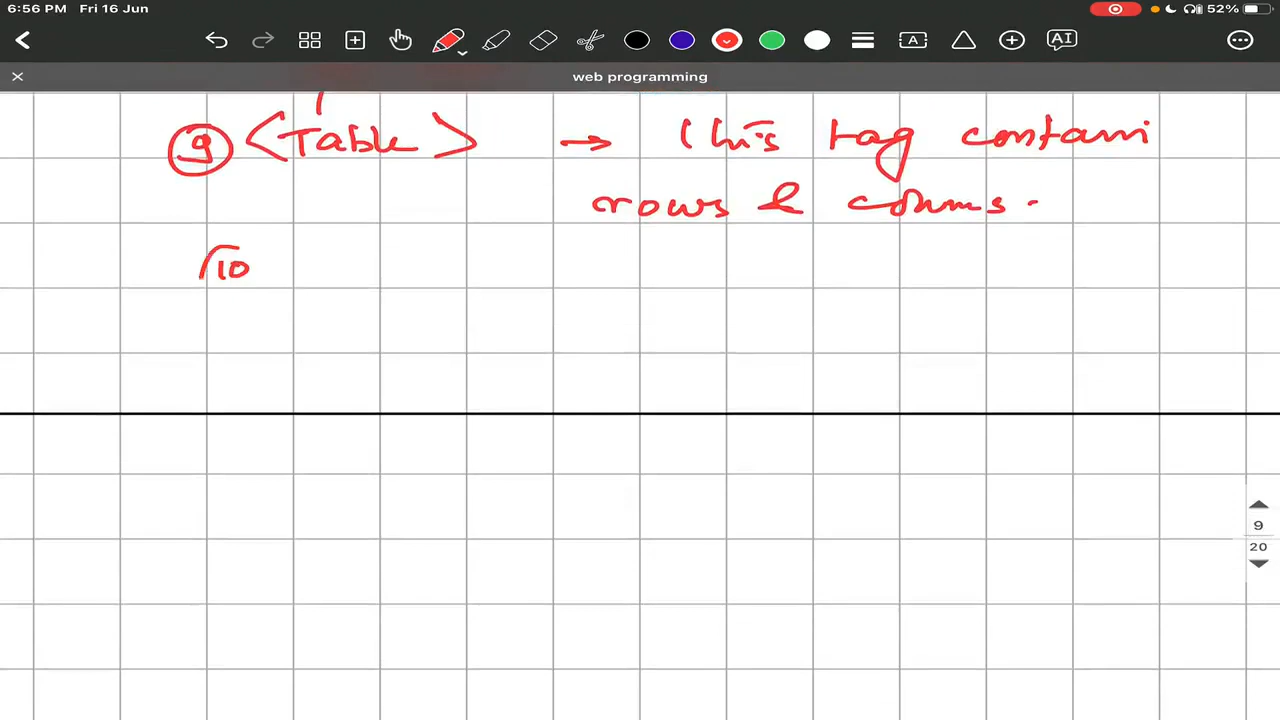 6:56 PM Fri 16 Jun 52%
A AI
web programming
9 <Table> → This tag contain
rows & colums.
10
9
20